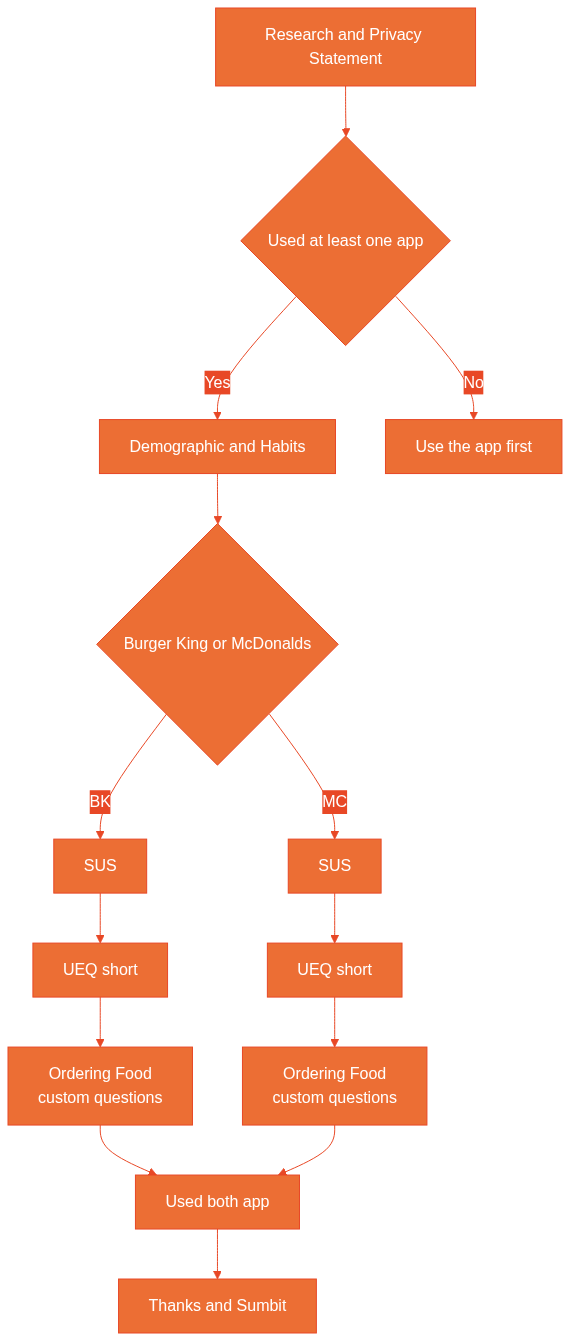 Research and Privacy
Statement
Used at least one app
Yes
No
Demographic and Habits
Use the app first
Burger King or McDonalds
BK
MC
SUS
SUS
UEQ short
UEQ short
Ordering Food
custom questions
Ordering Food
custom questions
Used both app
Thanks and Sumbit